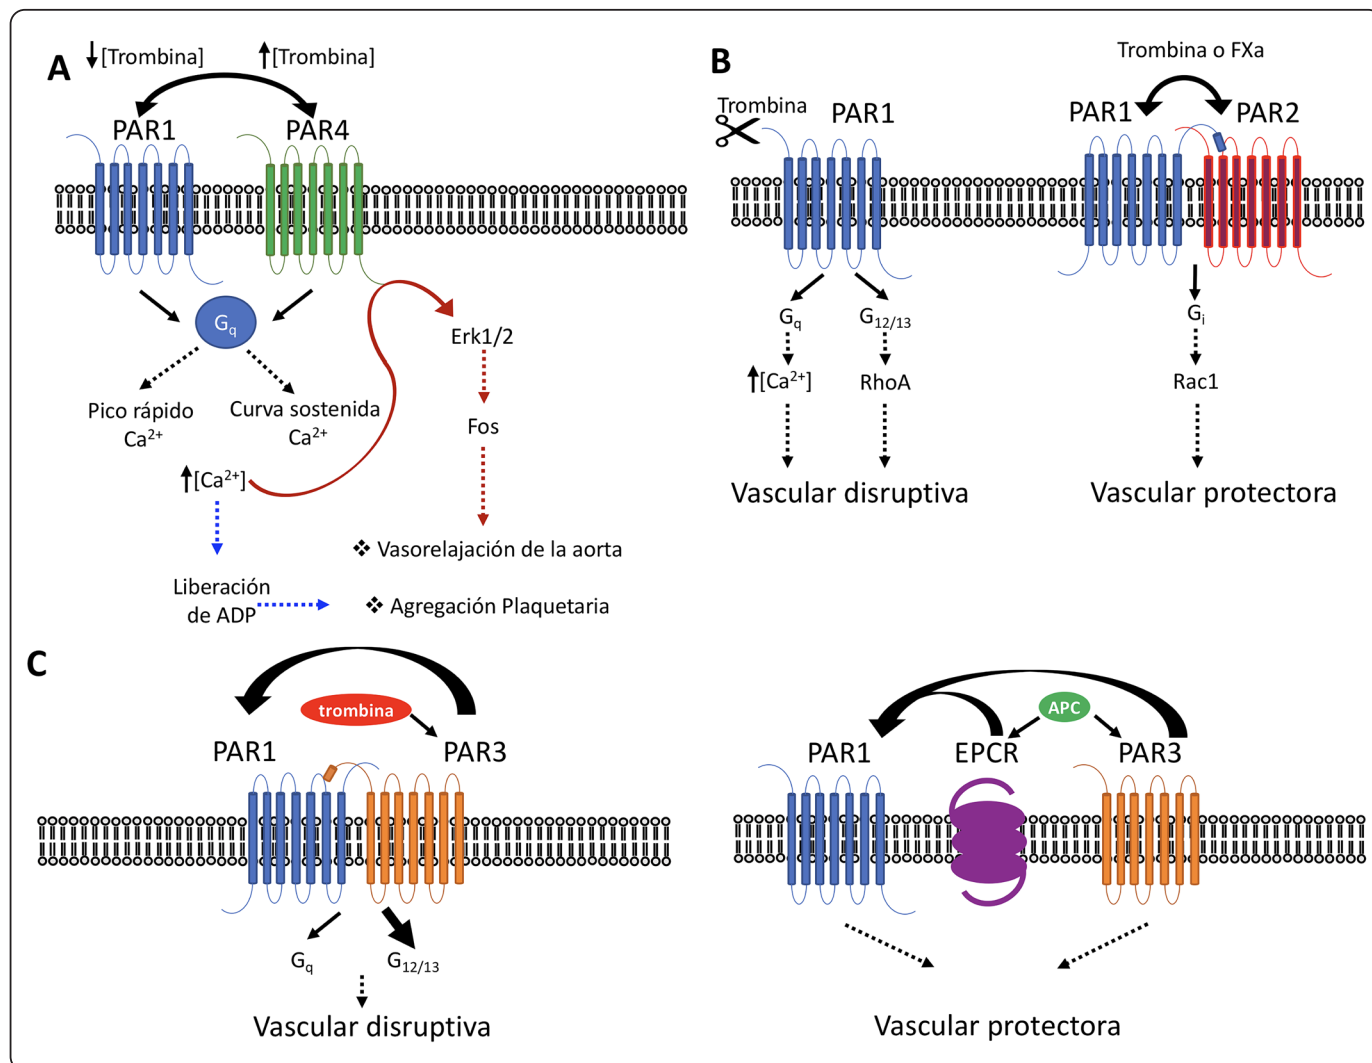 A
↓[Trombina]
↑[Trombina]
PAR1
PAR4
Gq
Pico rápido
Ca²⁺
Curva sostenida
Ca²⁺
↑[Ca²⁺]
Liberación
de ADP
Erk1/2
Fos
❖ Vasorelajación de la aorta
❖ Agregación Plaquetaria
B
Trombina
PAR1
Gq
G12/13
↑[Ca²⁺]
RhoA
Vascular disruptiva
Trombina o FXa
PAR1
PAR2
Gi
Rac1
Vascular protectora
C
trombina
PAR1
PAR3
Gq
G12/13
Vascular disruptiva
APC
PAR1
EPCR
PAR3
Vascular protectora